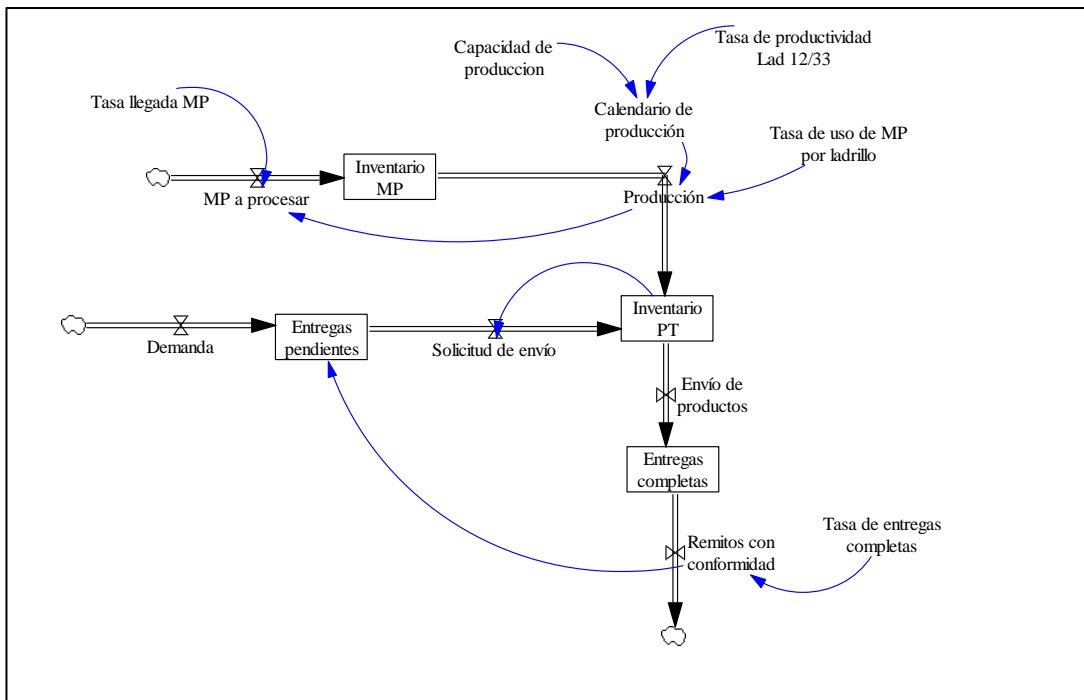 Capacidad de
produccion
Tasa de productividad
Lad 12/33
Tasa llegada MP
Calendario de
producción
Tasa de uso de MP
por ladrillo
Inventario
MP
MP a procesar
Producción
Inventario
PT
Entregas
pendientes
Demanda
Solicitud de envío
Envío de
productos
Entregas
completas
Tasa de entregas
completas
Remitos con
conformidad